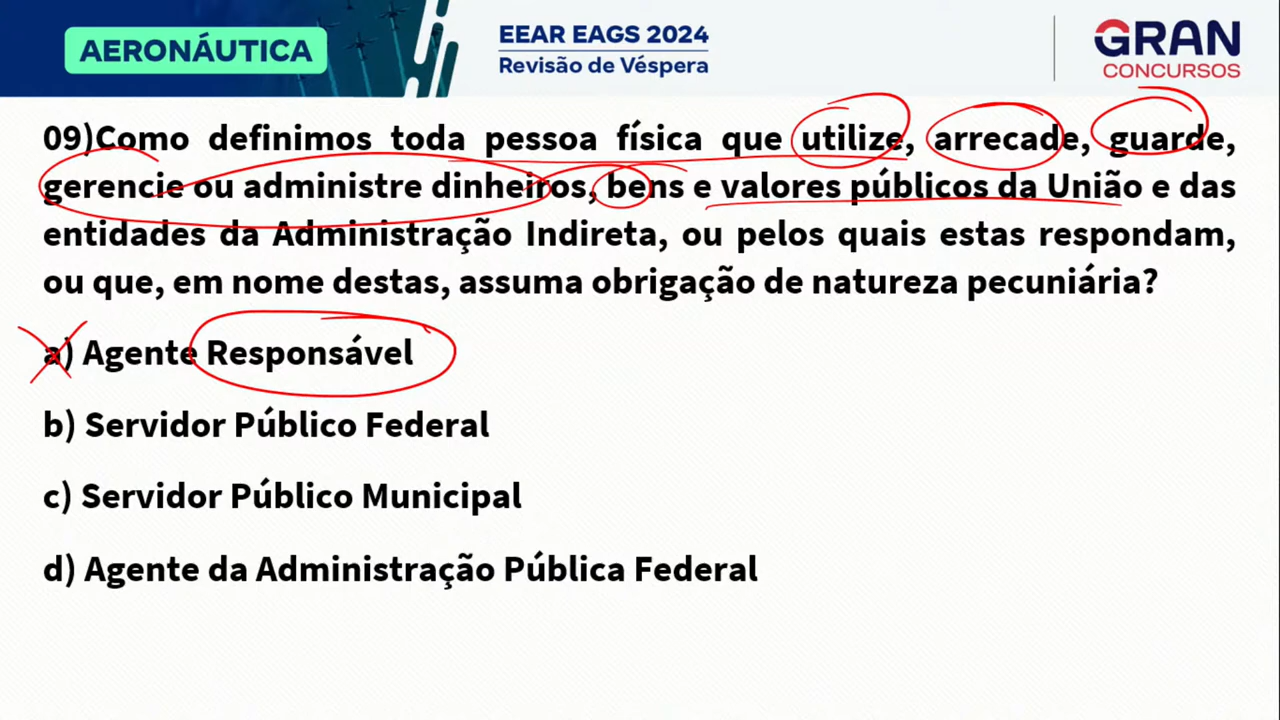 AERONÁUTICA
EEAR EAGS 2024
Revisão de Véspera
GRAN
CONCURSOS
09)Como definimos toda pessoa física que utilize, arrecade, guarde,
gerencie ou administre dinheiros, bens e valores públicos da União e das
entidades da Administração Indireta, ou pelos quais estas respondam,
ou que, em nome destas, assuma obrigação de natureza pecuniária?
a) Agente Responsável
b) Servidor Público Federal
c) Servidor Público Municipal
d) Agente da Administração Pública Federal